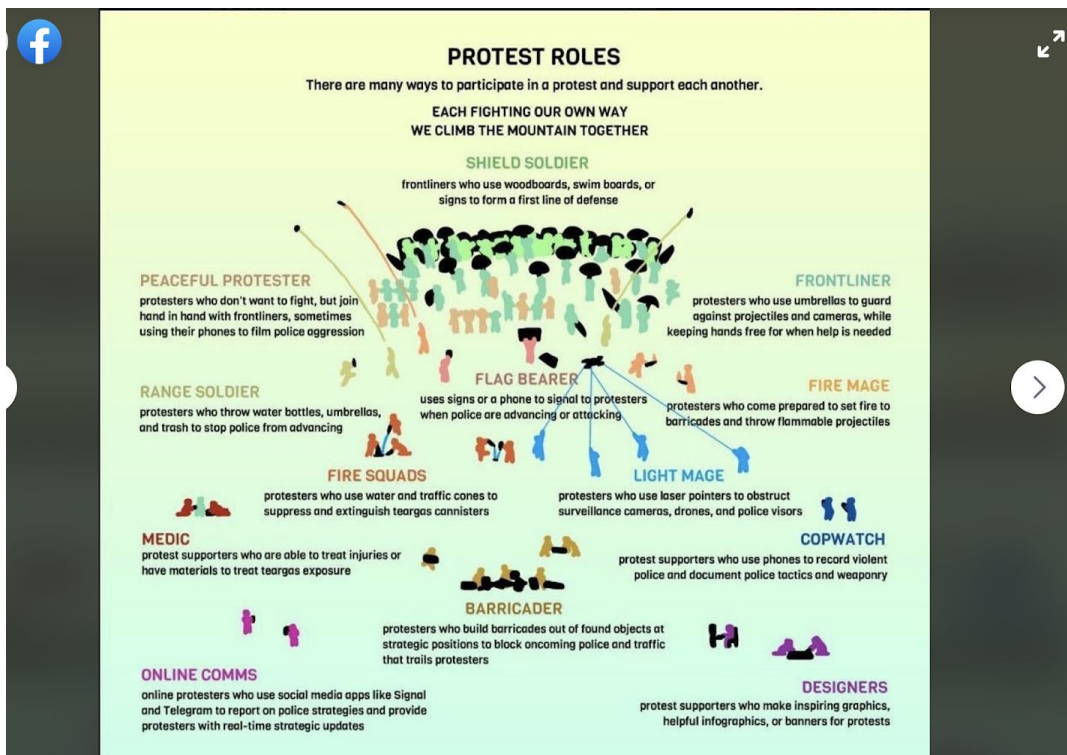 PROTEST ROLES
There are many ways to participate in a protest and support each another.
EACH FIGHTING OUR OWN WAY
WE CLIMB THE MOUNTAIN TOGETHER
SHIELD SOLDIER
frontliners who use woodboards, swim boards, or
signs to form a first line of defense
PEACEFUL PROTESTER
protesters who don't want to fight, but join
hand in hand with frontliners, sometimes
using their phones to film police aggression
FRONTLINER
protesters who use umbrellas to guard
against projectiles and cameras, while
keeping hands free for when help is needed
RANGE SOLDIER
protesters who throw water bottles, umbrellas,
and trash to stop police from advancing
FLAG BEARER
uses signs or a phone to signal to protesters
when police are advancing or attacking
FIRE MAGE
protesters who come prepared to set fire to
barricades and throw flammable projectiles
FIRE SQUADS
protesters who use water and traffic cones to
suppress and extinguish teargas cannisters
LIGHT MAGE
protesters who use laser pointers to obstruct
surveillance cameras, drones, and police visors
MEDIC
protest supporters who are able to treat injuries or
have materials to treat teargas exposure
COPWATCH
protest supporters who use phones to record violent
police and document police tactics and weaponry
BARRICADER
protesters who build barricades out of found objects at
strategic positions to block oncoming police and traffic
that trails protesters
ONLINE COMMS
online protesters who use social media apps like Signal
and Telegram to report on police strategies and provide
protesters with real-time strategic updates
DESIGNERS
protest supporters who make inspiring graphics,
helpful infographics, or banners for protests